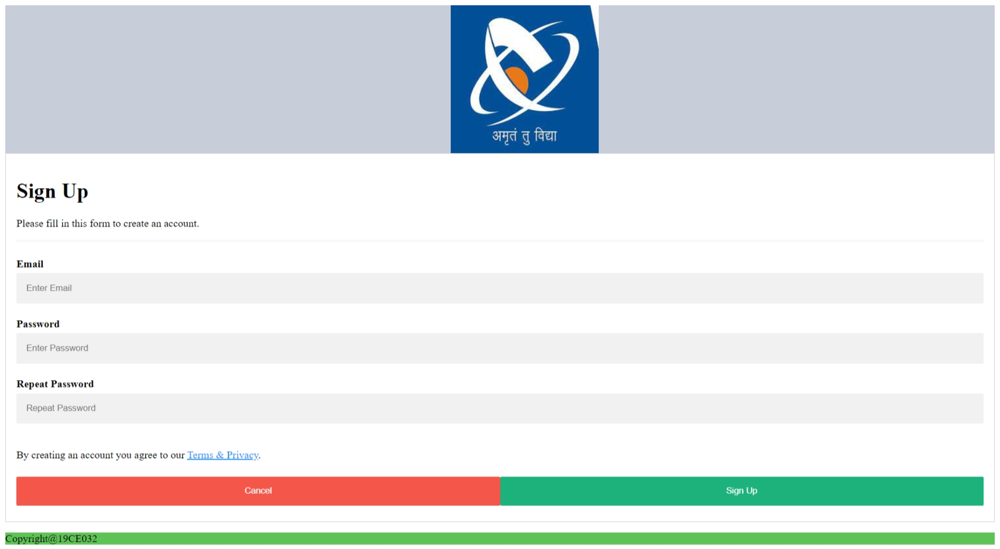 अमृतं तु विद्या
Sign Up
Please fill in this form to create an account.
Email
Enter Email
Password
Enter Password
Repeat Password
Repeat Password
By creating an account you agree to our Terms & Privacy.
Cancel
Sign Up
Copyright@19CE032